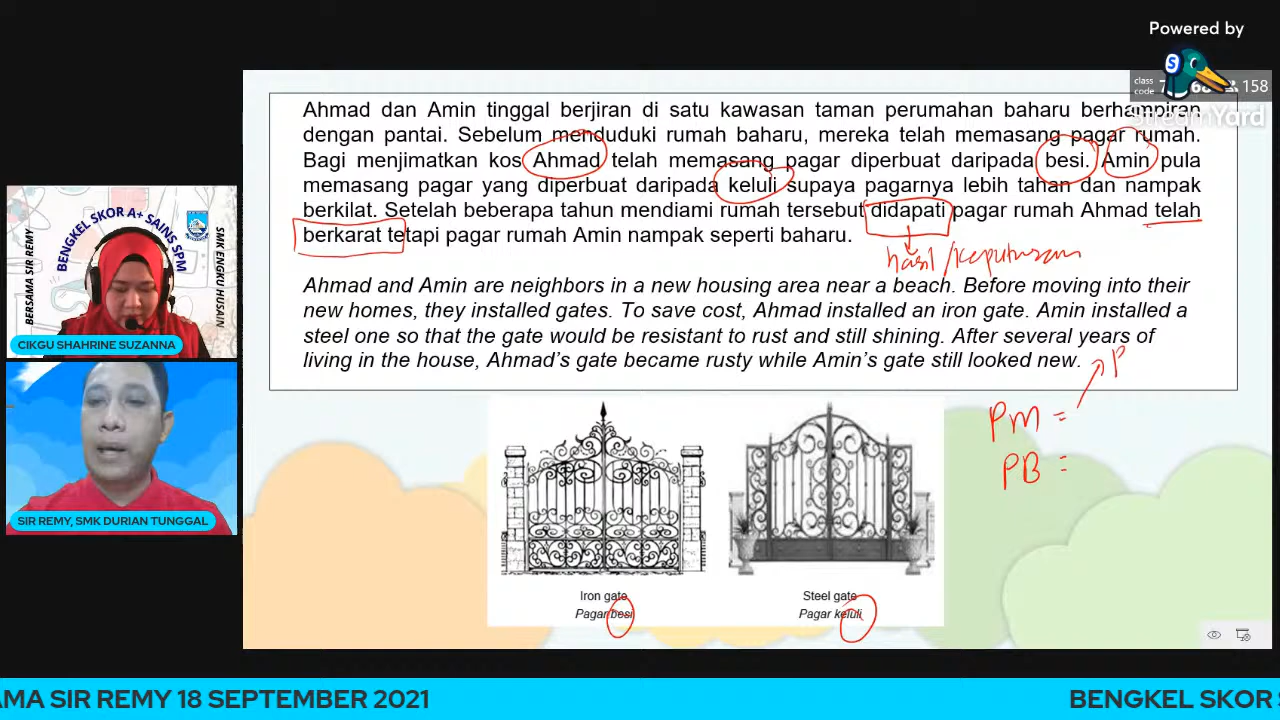 Powered by
StreamYard
class
code
158
Ahmad dan Amin tinggal berjiran di satu kawasan taman perumahan baharu berhampiran
dengan pantai. Sebelum menduduki rumah baharu, mereka telah memasang pagar rumah.
Bagi menjimatkan kos Ahmad telah memasang pagar diperbuat daripada besi. Amin pula
memasang pagar yang diperbuat daripada keluli supaya pagarnya lebih tahan dan nampak
berkilat. Setelah beberapa tahun mendiami rumah tersebut didapati pagar rumah Ahmad telah
berkarat tetapi pagar rumah Amin nampak seperti baharu.
hasil / keputusan
Ahmad and Amin are neighbors in a new housing area near a beach. Before moving into their
new homes, they installed gates. To save cost, Ahmad installed an iron gate. Amin installed a
steel one so that the gate would be resistant to rust and still shining. After several years of
living in the house, Ahmad's gate became rusty while Amin's gate still looked new.
P
PM =
PB =
Iron gate
Pagar besi
Steel gate
Pagar keluli
BENGKEL SKOR A+ SAINS SPM
BERSAMA SIR REMY
SMK ENGKU HUSAIN
CIKGU SHAHRINE SUZANNA
SIR REMY, SMK DURIAN TUNGGAL
AMA SIR REMY 18 SEPTEMBER 2021
BENGKEL SKOR